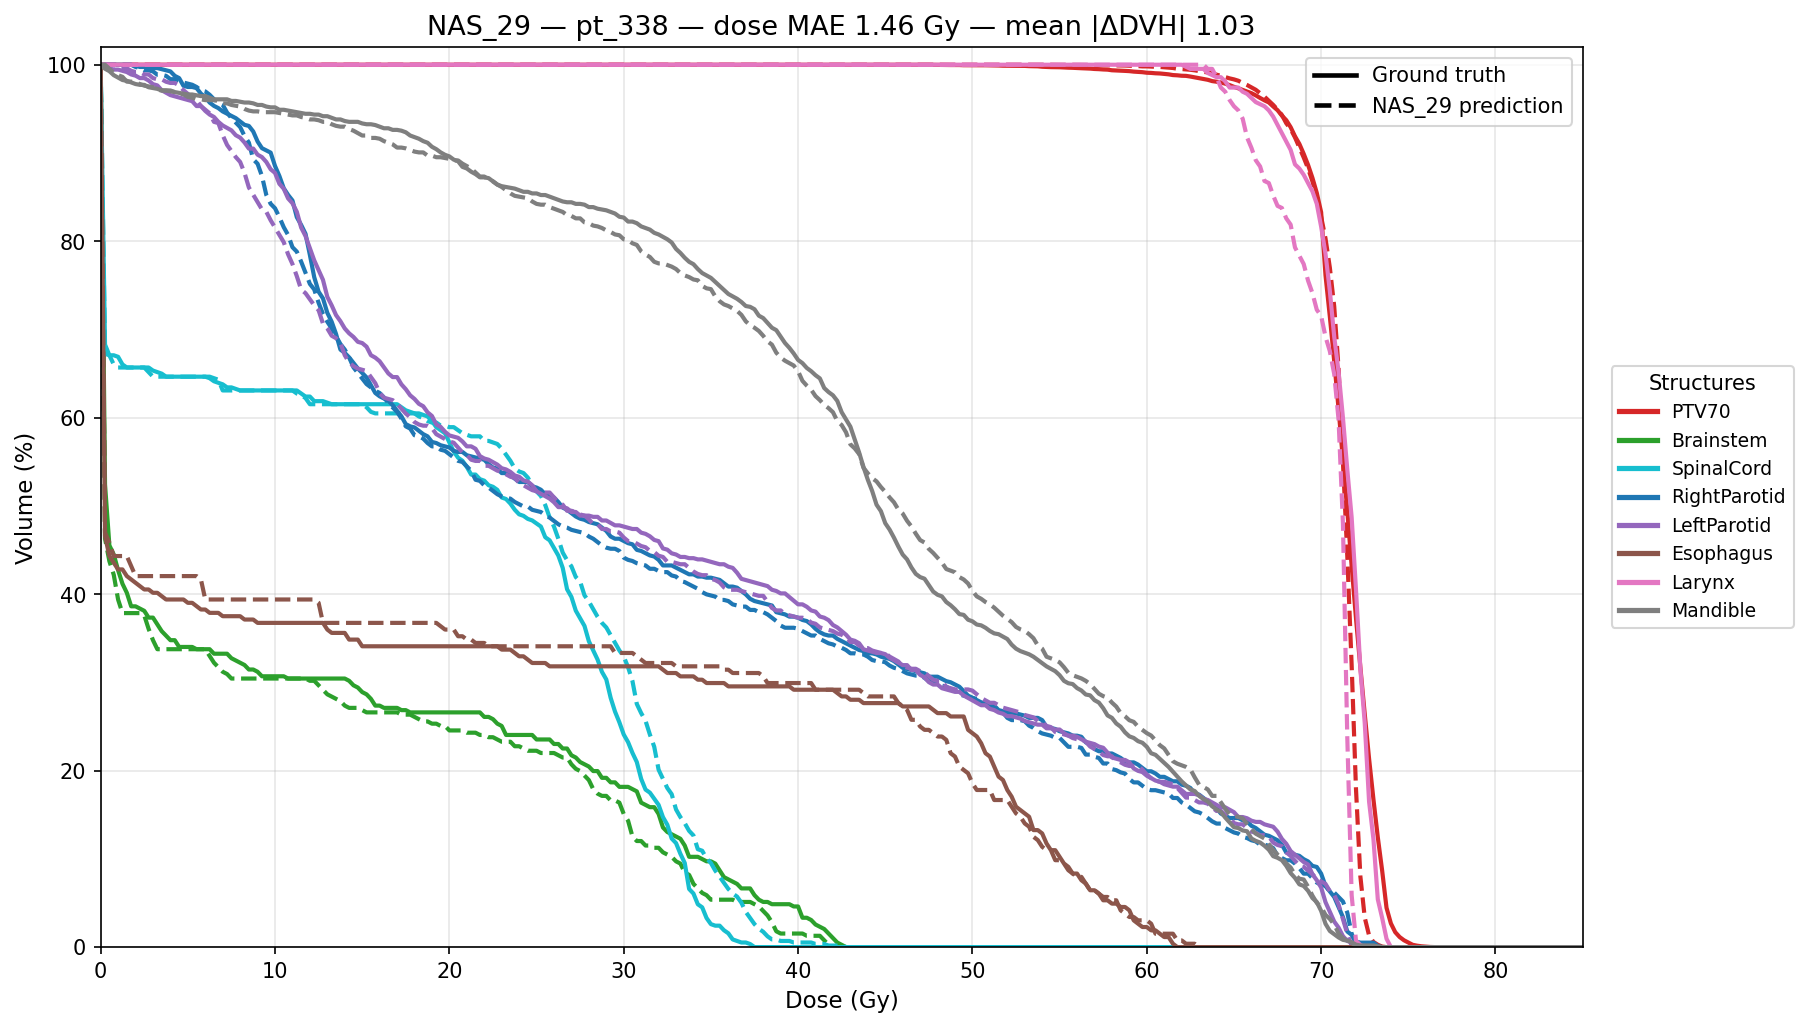 NAS_29 — pt_338 — dose MAE 1.46 Gy — mean |ΔDVH| 1.03
Ground truth
NAS_29 prediction
Volume (%)
100
80
60
40
20
0
0 10 20 30 40 50 60 70 80
Dose (Gy)
Structures
PTV70
Brainstem
SpinalCord
RightParotid
LeftParotid
Esophagus
Larynx
Mandible